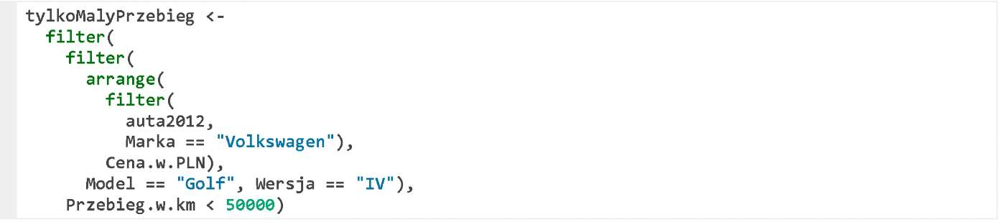 tylkoMalyPrzebieg <-
filter(
filter(
arrange(
filter(
auta2012,
Marka == "Volkswagen"),
Cena.w.PLN),
Model == "Golf", Wersja == "IV"),
Przebieg.w.km < 50000)